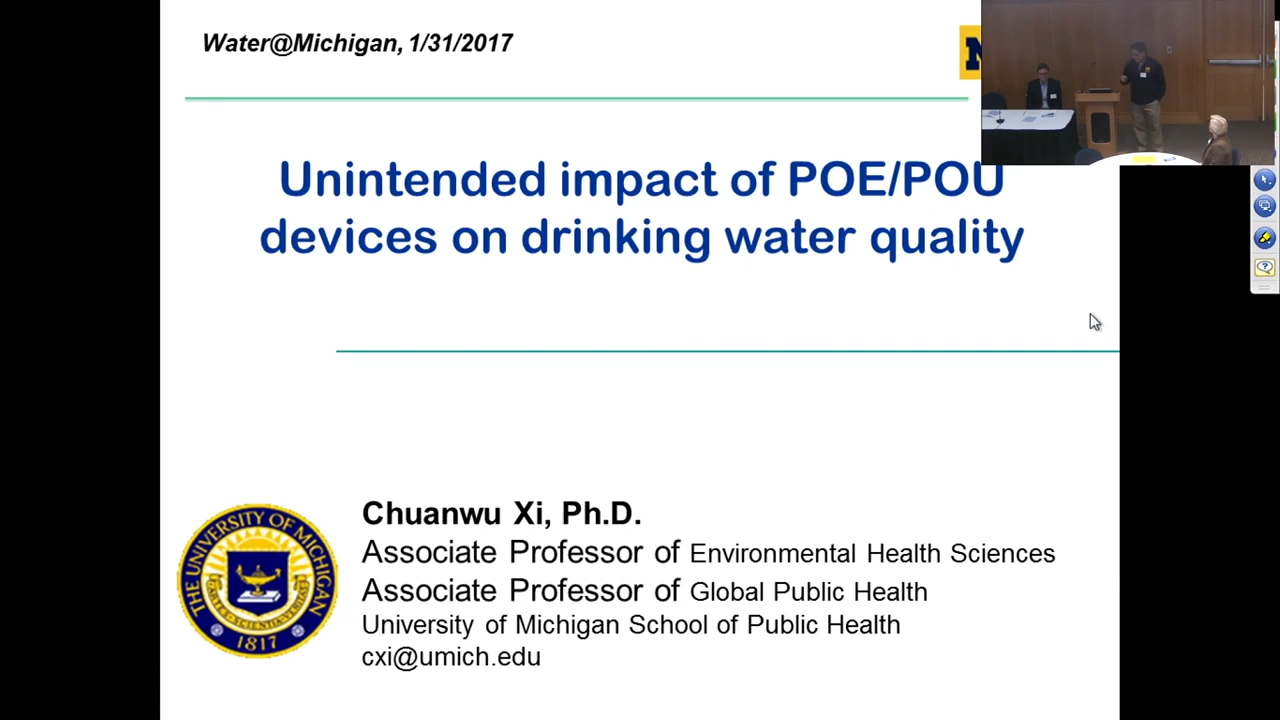 Water@Michigan, 1/31/2017
Unintended impact of POE/POU
devices on drinking water quality
Chuanwu Xi, Ph.D.
Associate Professor of Environmental Health Sciences
Associate Professor of Global Public Health
University of Michigan School of Public Health
cxi@umich.edu
THE UNIVERSITY OF MICHIGAN
1817